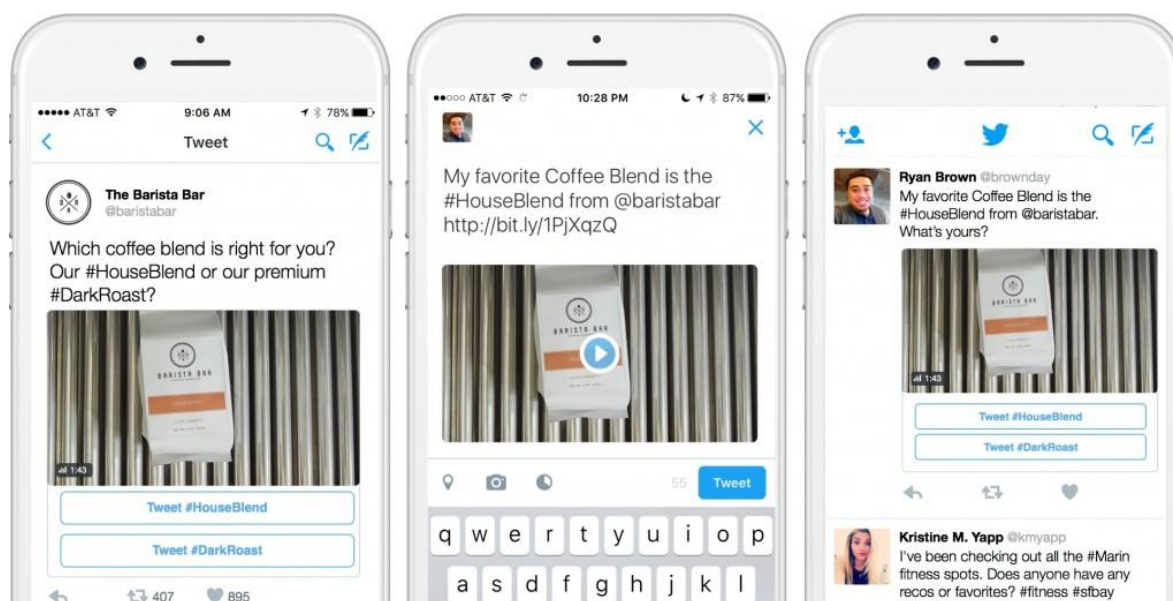 AT&T 9:06 AM 78%
Tweet
The Barista Bar
@baristabar
Which coffee blend is right for you?
Our #HouseBlend or our premium
#DarkRoast?
BARISTA BAR
1:43
Tweet #HouseBlend
Tweet #DarkRoast
407 895
AT&T 10:28 PM 87%
My favorite Coffee Blend is the
#HouseBlend from @baristabar
http://bit.ly/1PjXqzQ
BARISTA BAR
55 Tweet
q w e r t y u i o p
a s d f g h j k l
Ryan Brown @brownday
My favorite Coffee Blend is the
#HouseBlend from @baristabar.
What's yours?
BARISTA BAR
1:43
Tweet #HouseBlend
Tweet #DarkRoast
Kristine M. Yapp @kmyapp
I've been checking out all the #Marin
fitness spots. Does anyone have any
recos or favorites? #fitness #sfbay